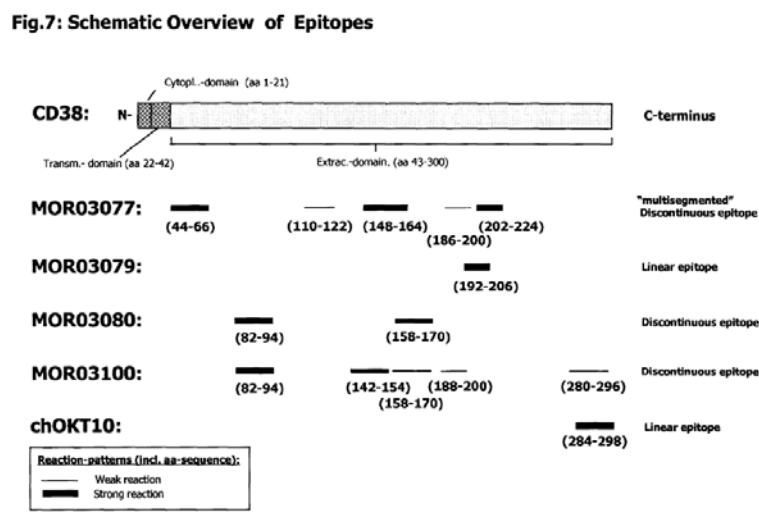 Fig.7: Schematic Overview of Epitopes
Cytopl..-domain (aa 1-21)
CD38: N- C-terminus
Transm.- domain (aa 22-42) Extrac.-domain. (aa 43-300)
MOR03077: "multisegmented"
Discontinuous epitope
(44-66) (110-122) (148-164) (202-224)
(186-200)
MOR03079: Linear epitope
(192-206)
MOR03080: Discontinuous epitope
(82-94) (158-170)
MOR03100: Discontinuous epitope
(82-94) (142-154) (188-200) (280-296)
(158-170)
chOKT10: Linear epitope
(284-298)
Reaction-patterns (incl. aa-sequence):
Weak reaction
Strong reaction